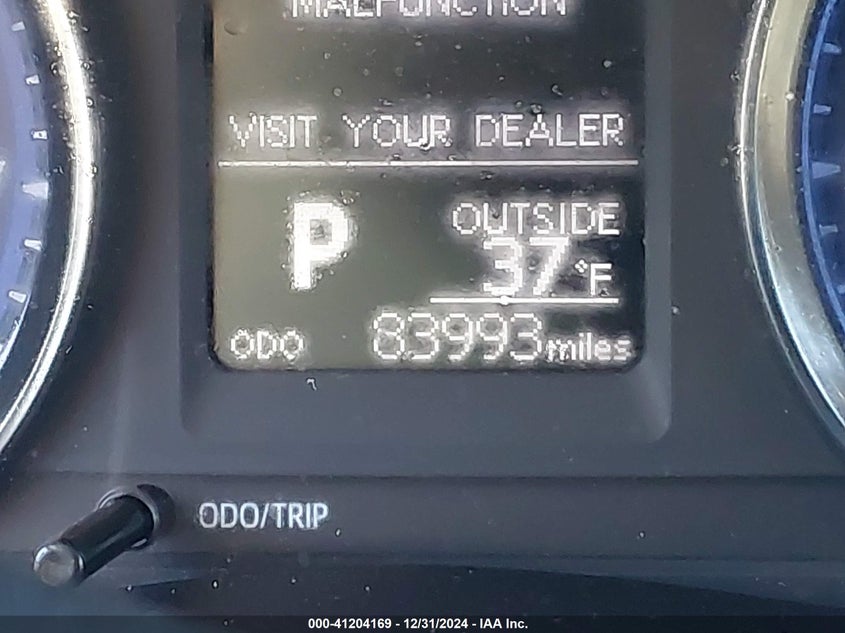 MALFUNCTION
VISIT YOUR DEALER
P
OUTSIDE
37°F
ODO 83993 miles
ODO/TRIP
000-41204169 - 12/31/2024 - IAA Inc.